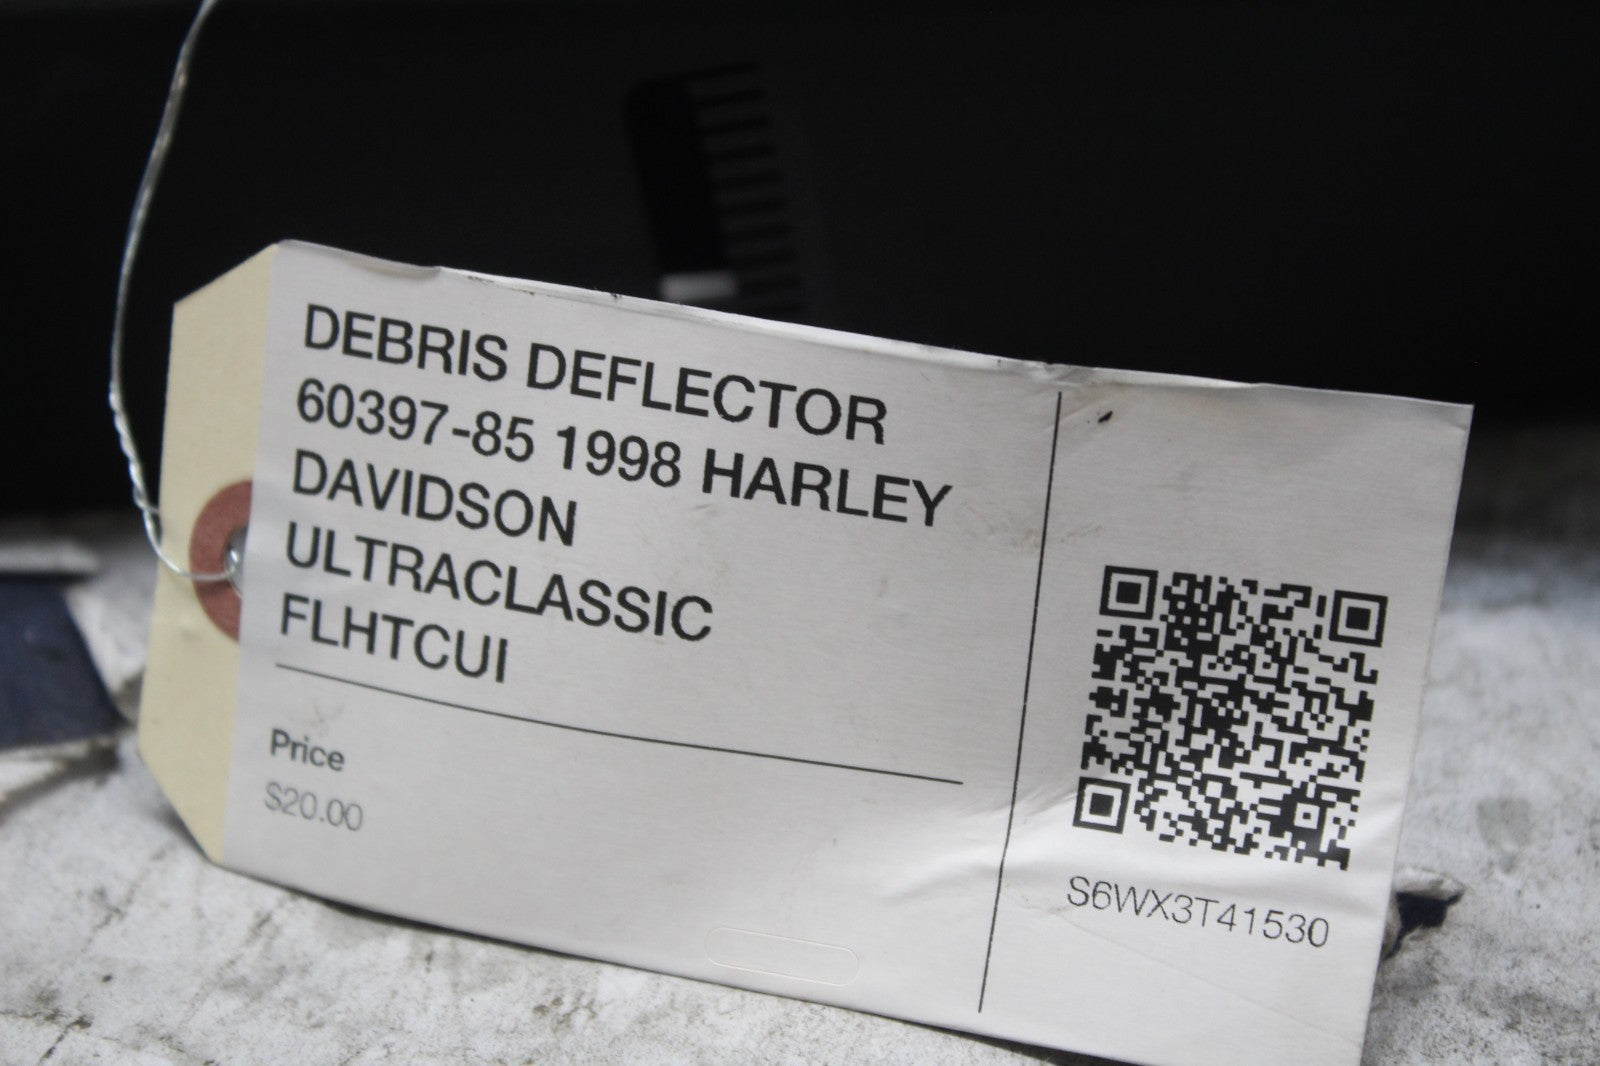 DEBRIS DEFLECTOR
60397-85 1998 HARLEY
DAVIDSON
ULTRACLASSIC
FLHTCUI
Price
$20.00
S6WX3T41530